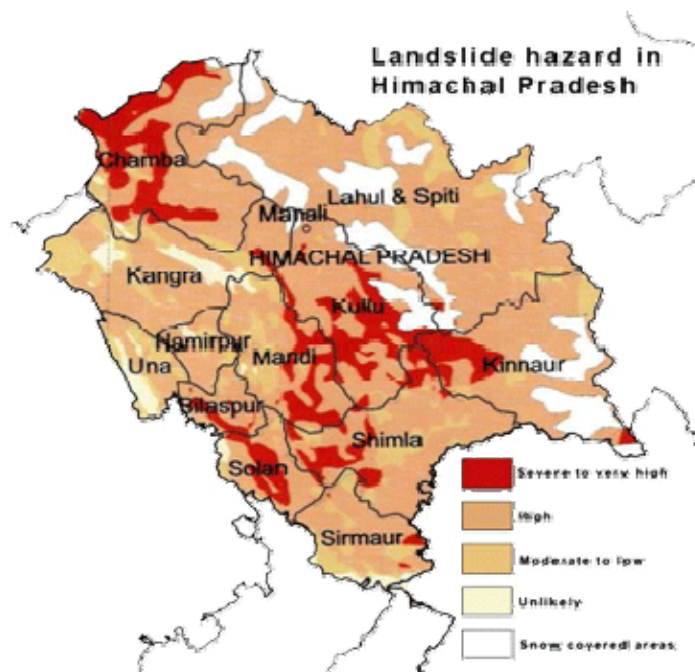 Landslide hazard in
Himachal Pradesh
Chamba
Lahul & Spiti
Manali
HIMACHAL PRADESH
Kangra
Kullu
Hamirpur
Una
Mandi
Kinnaur
Bilaspur
Shimla
Solan
Sirmaur
Severe to very high
High
Moderate to low
Unlikely
Snow covered areas